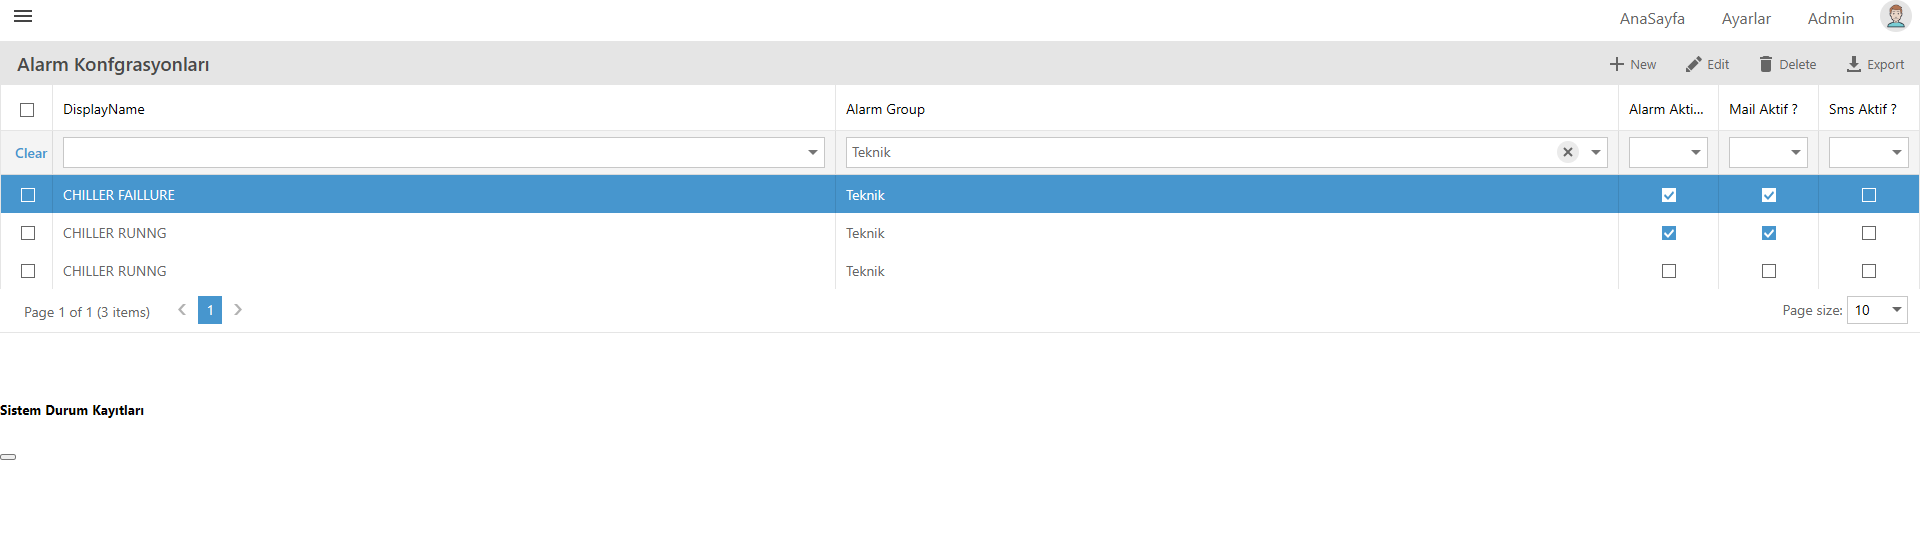 AnaSayfa Ayarlar Admin
Alarm Konfgrasyonları New Edit Delete Export
DisplayName Alarm Group Alarm Akti... Mail Aktif ? Sms Aktif ?
Clear Teknik
CHILLER FAILLURE Teknik
CHILLER RUNNG Teknik
CHILLER RUNNG Teknik
Page 1 of 1 (3 items) 1 Page size: 10
Sistem Durum Kayıtları